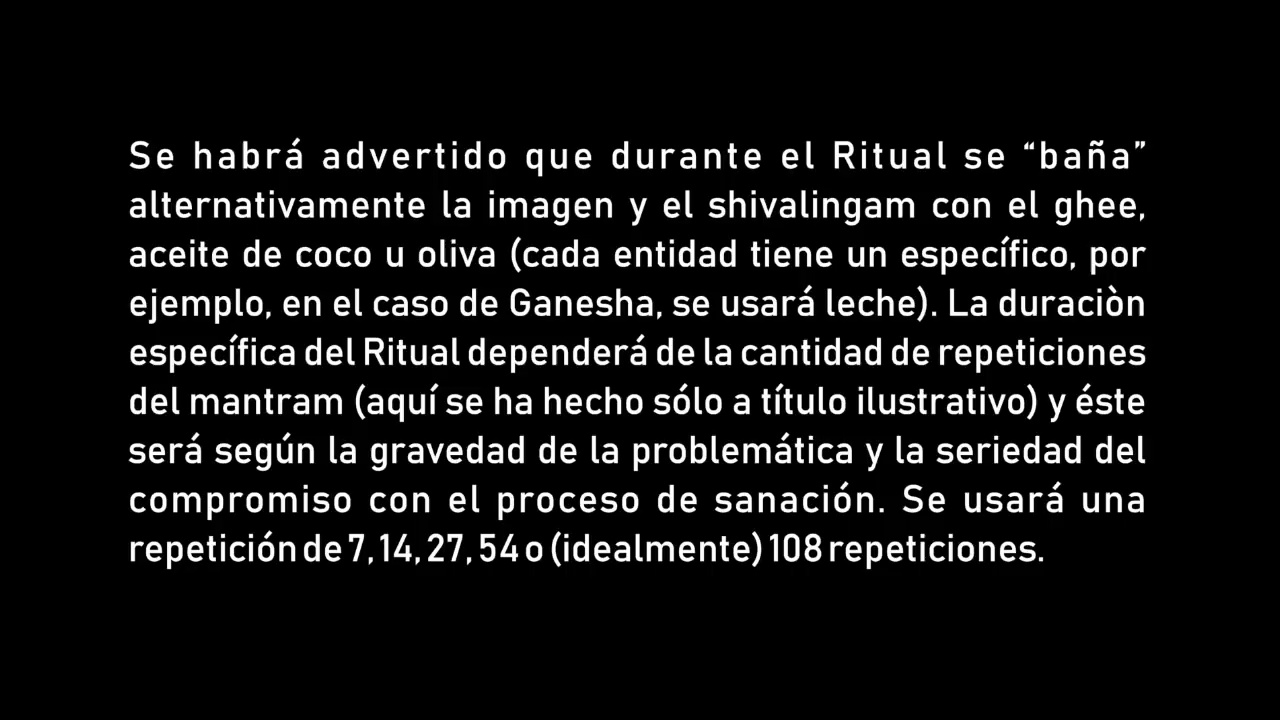 Se habrá advertido que durante el Ritual se “baña”
alternativamente la imagen y el shivalingam con el ghee,
aceite de coco u oliva (cada entidad tiene un específico, por
ejemplo, en el caso de Ganesha, se usará leche). La duraciòn
específica del Ritual dependerá de la cantidad de repeticiones
del mantram (aquí se ha hecho sólo a título ilustrativo) y éste
será según la gravedad de la problemática y la seriedad del
compromiso con el proceso de sanación. Se usará una
repetición de 7, 14, 27, 54 o (idealmente) 108 repeticiones.